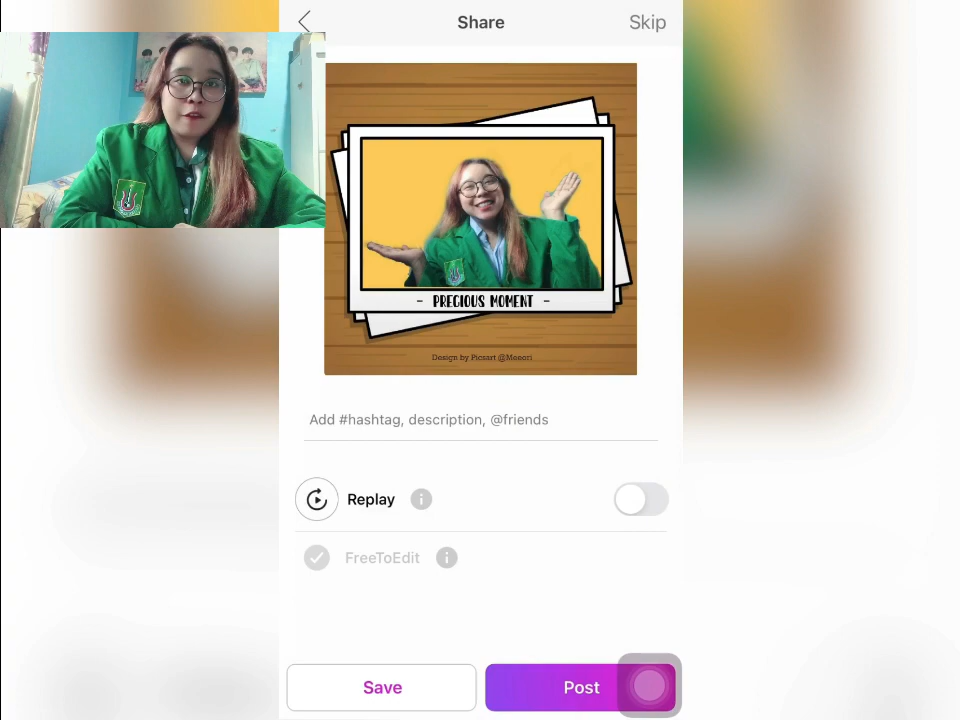 Share
Skip
- PRECIOUS MOMENT -
Design by Picsart @Meeori
Add #hashtag, description, @friends
Replay
i
FreeToEdit
i
Save
Post